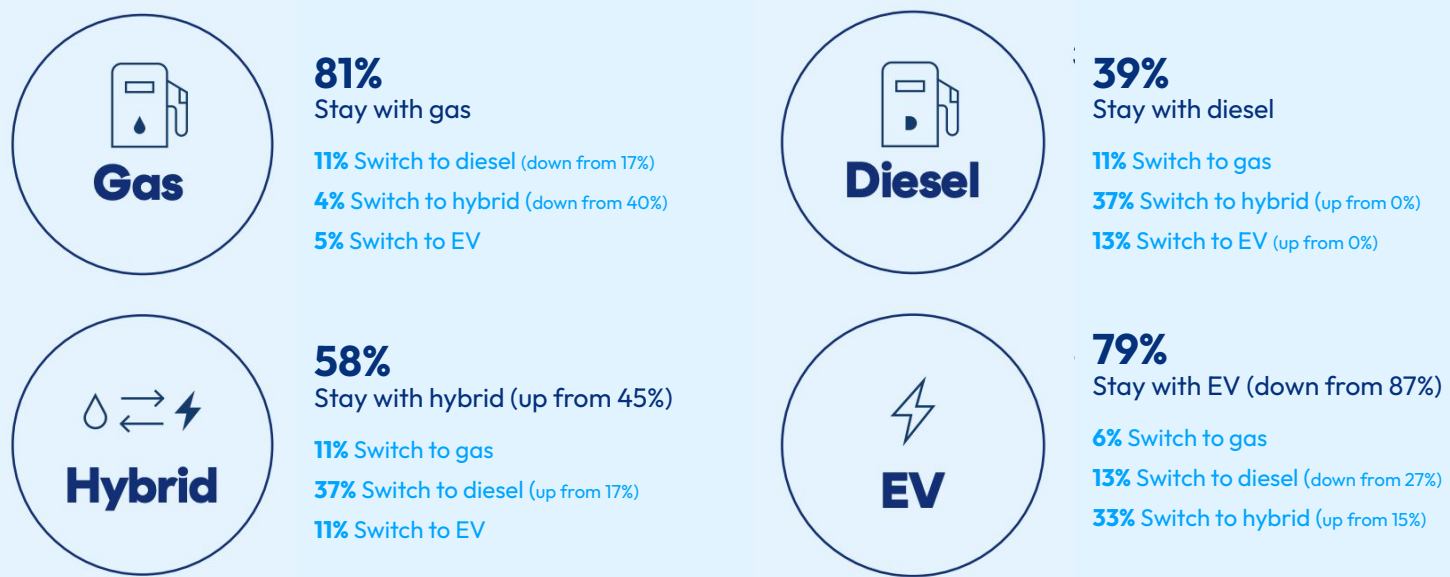 Gas
81%
Stay with gas
11% Switch to diesel (down from 17%)
4% Switch to hybrid (down from 40%)
5% Switch to EV
D
Diesel
39%
Stay with diesel
11% Switch to gas
37% Switch to hybrid (up from 0%)
13% Switch to EV (up from 0%)
Hybrid
58%
Stay with hybrid (up from 45%)
11% Switch to gas
37% Switch to diesel (up from 17%)
11% Switch to EV
EV
79%
Stay with EV (down from 87%)
6% Switch to gas
13% Switch to diesel (down from 27%)
33% Switch to hybrid (up from 15%)